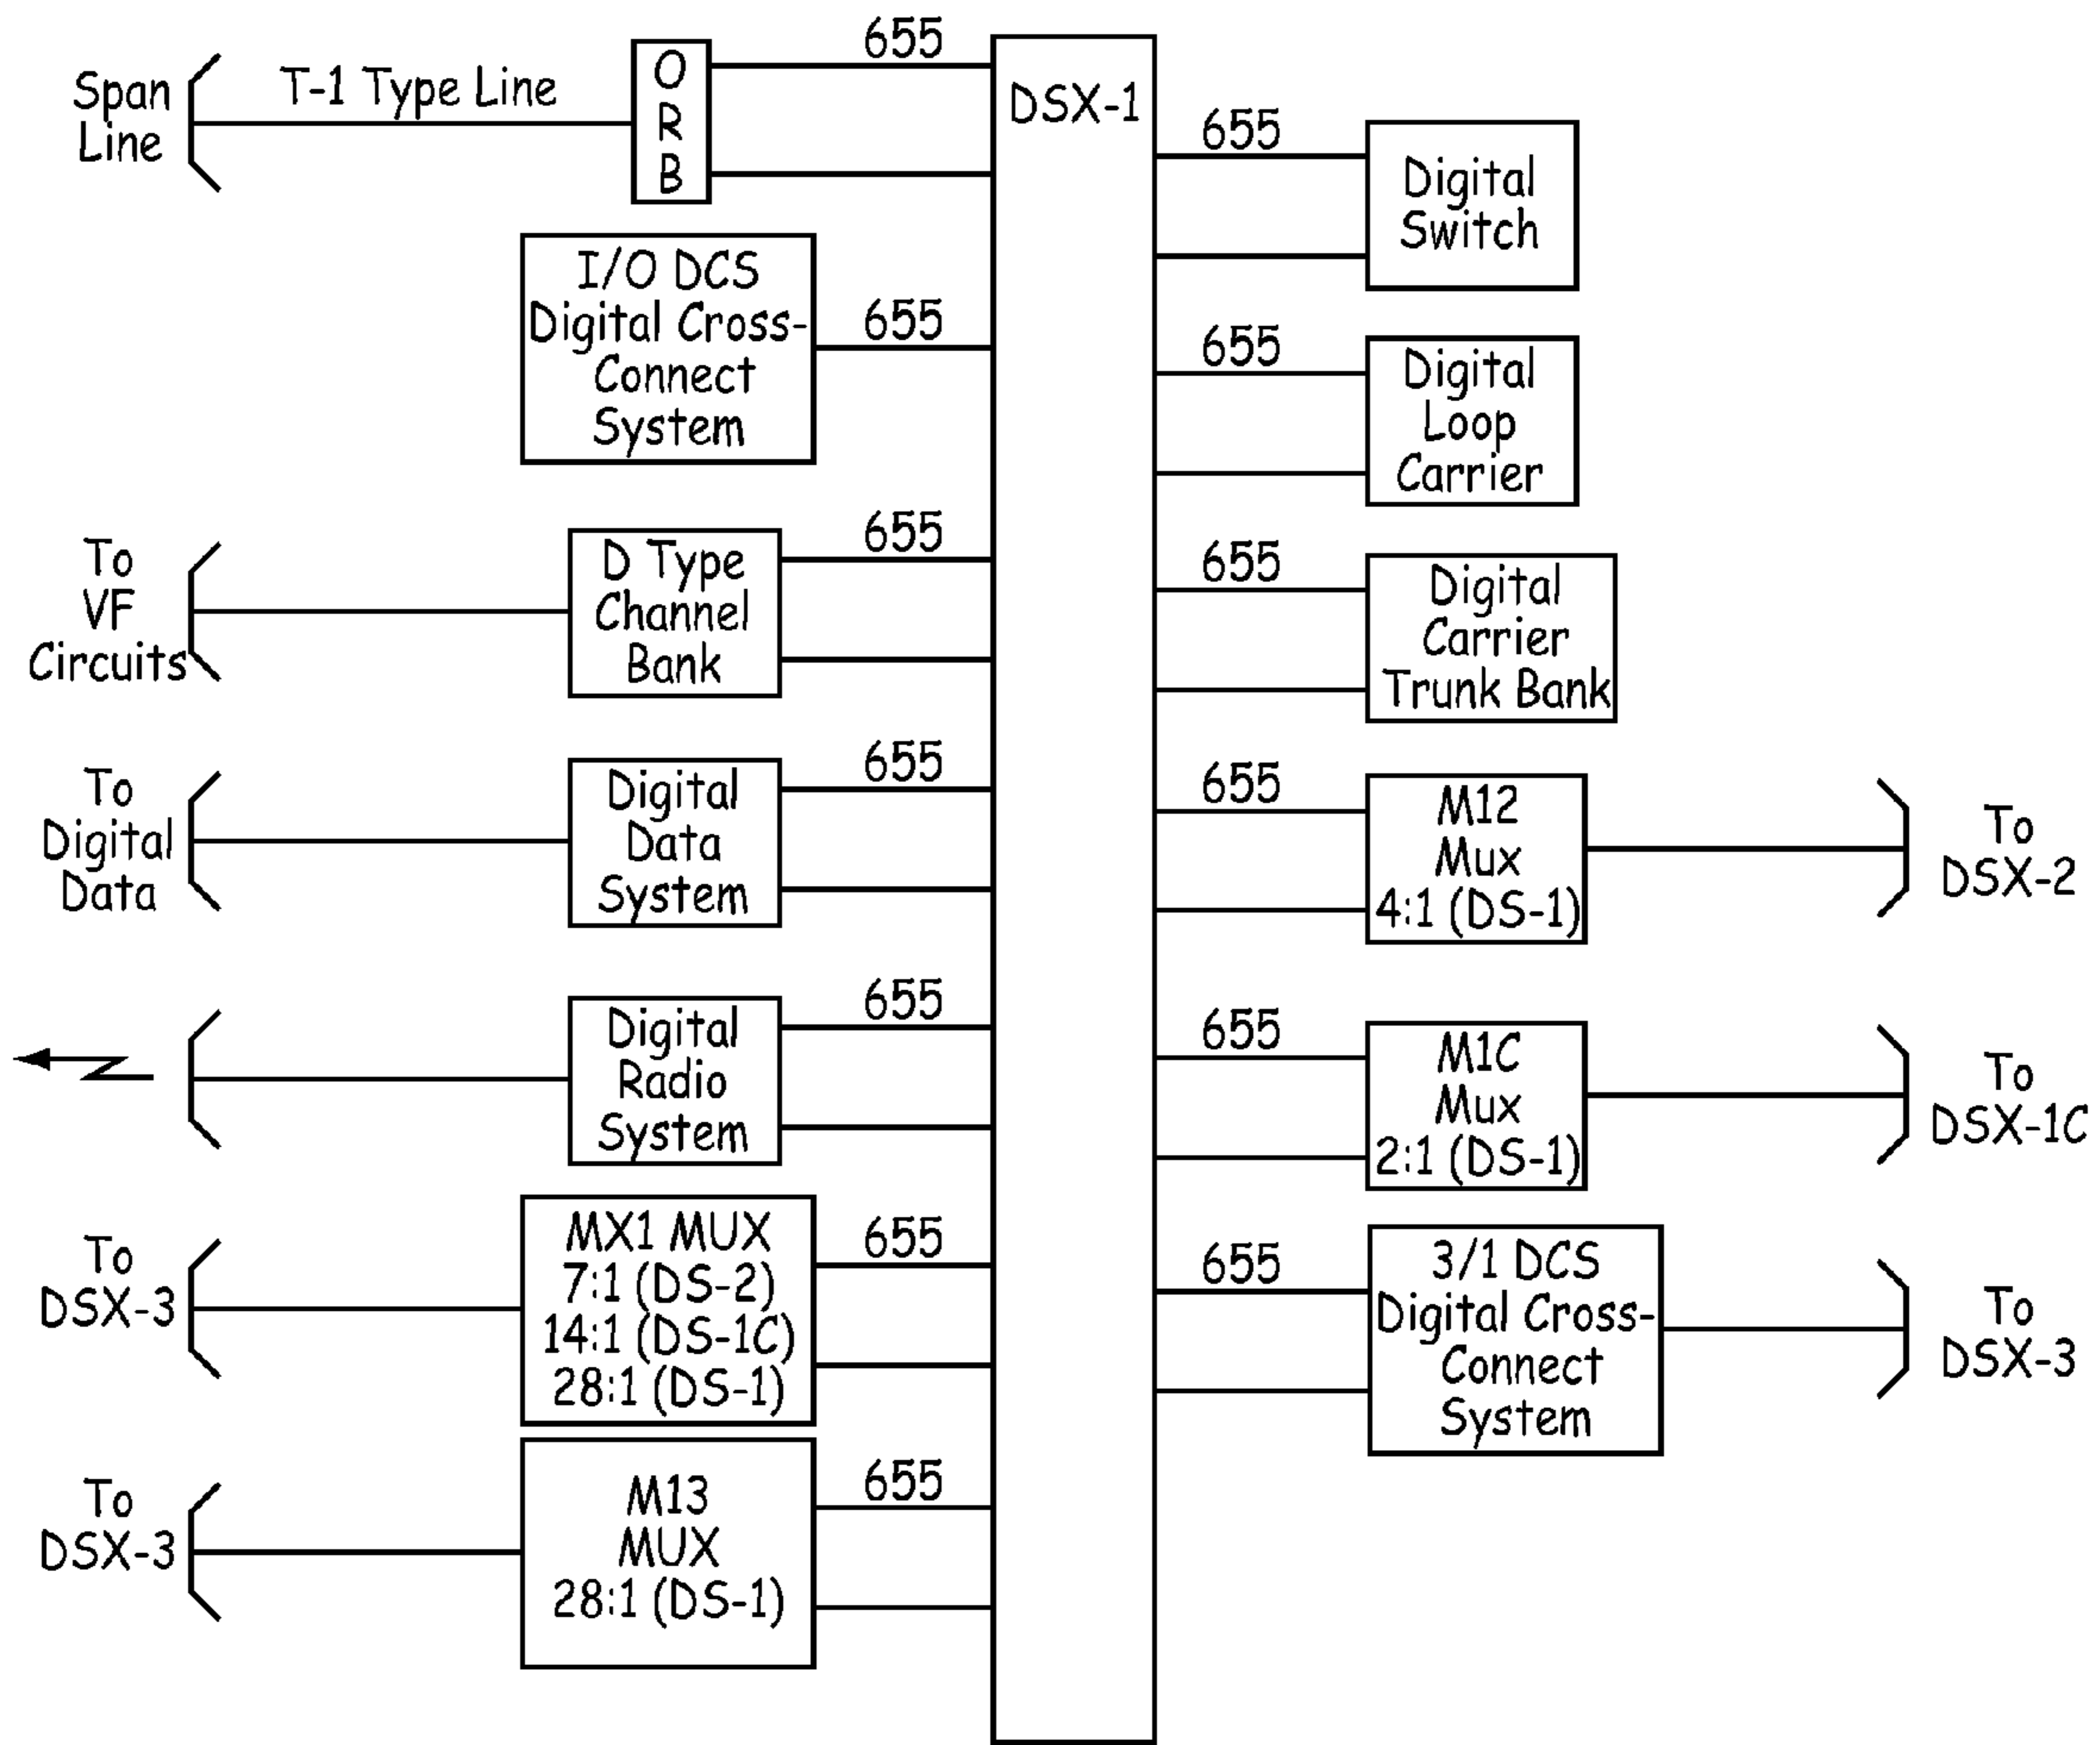 Span
Line
T-1 Type Line
O
R
B
655
DSX-1
I/O DCS
Digital Cross-
Connect
System
655
To
VF
Circuits
D Type
Channel
Bank
655
To
Digital
Data
Digital
Data
System
655
Digital
Radio
System
655
To
DSX-3
MX1 MUX
7:1 (DS-2)
14:1 (DS-1C)
28:1 (DS-1)
655
To
DSX-3
M13
MUX
28:1 (DS-1)
655
655
Digital
Switch
655
Digital
Loop
Carrier
655
Digital
Carrier
Trunk Bank
655
M12
Mux
4:1 (DS-1)
To
DSX-2
655
M1C
Mux
2:1 (DS-1)
To
DSX-1C
655
3/1 DCS
Digital Cross-
Connect
System
To
DSX-3